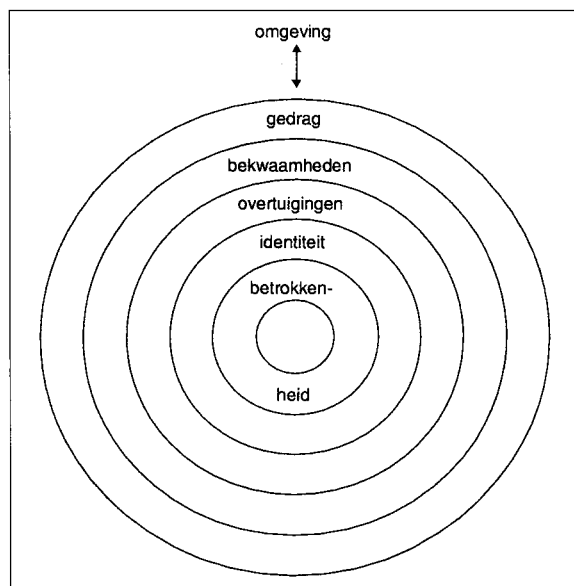 omgeving
gedrag
bekwaamheden
overtuigingen
identiteit
betrokken-
heid